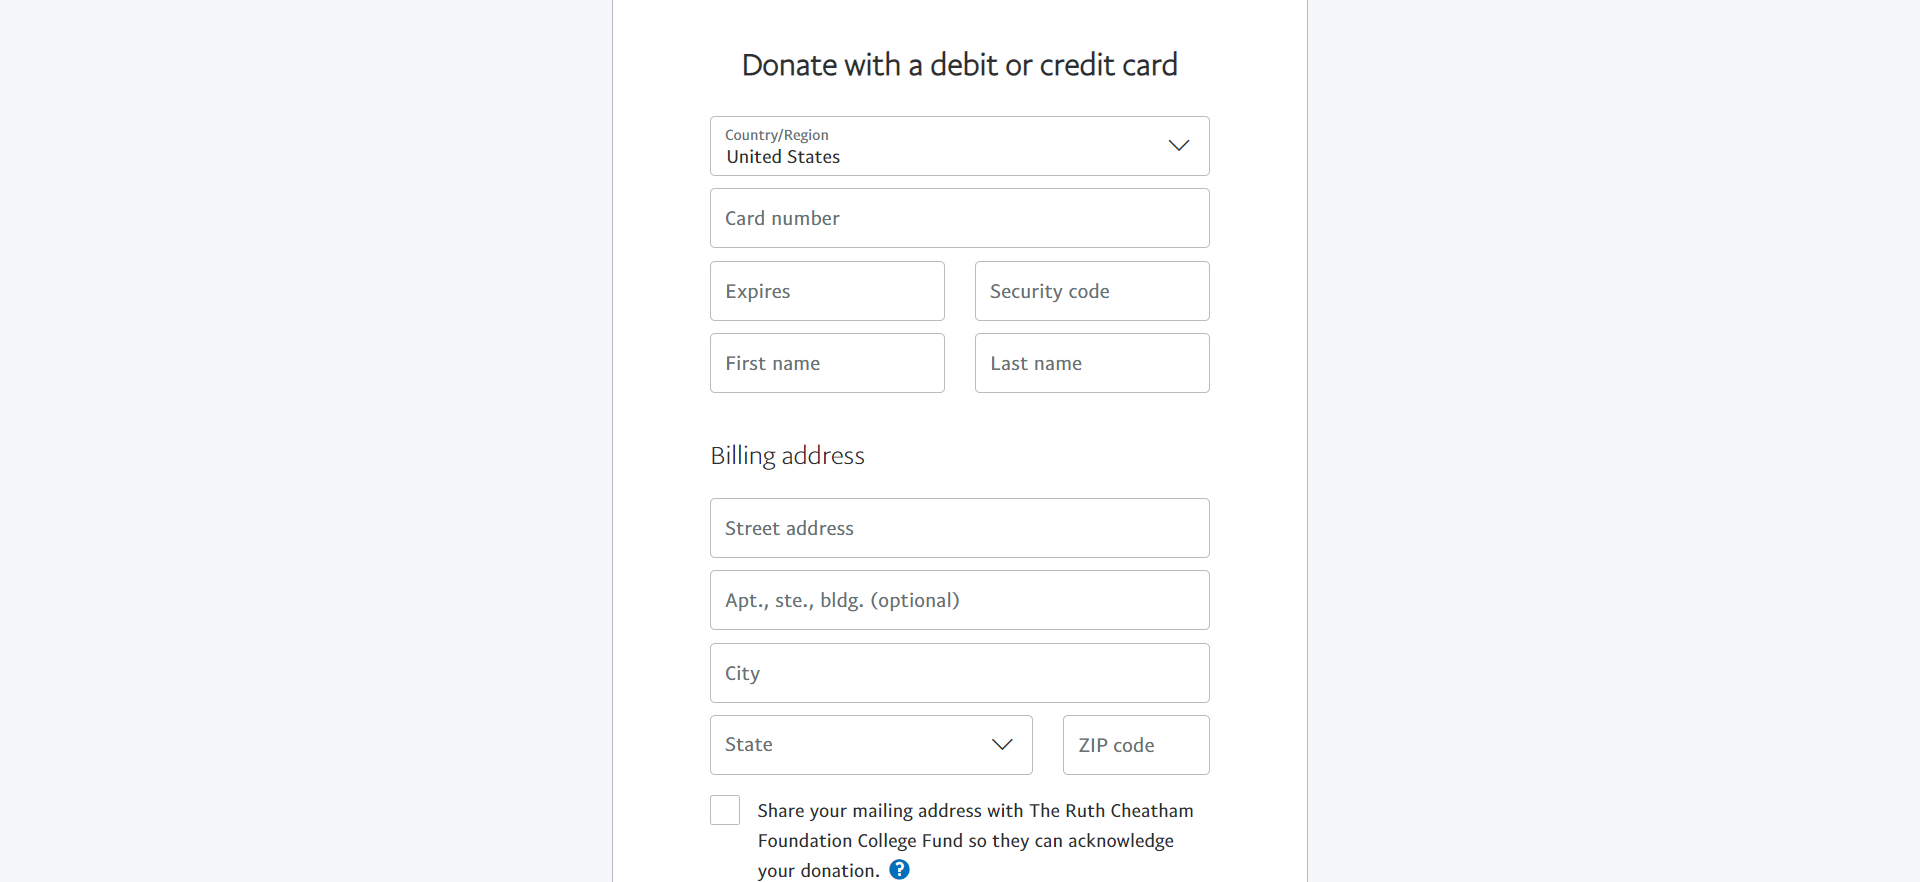 Donate with a debit or credit card
Country/Region
United States
Card number
Expires
Security code
First name
Last name
Billing address
Street address
Apt., ste., bldg. (optional)
City
State
ZIP code
Share your mailing address with The Ruth Cheatham
Foundation College Fund so they can acknowledge
your donation. ?